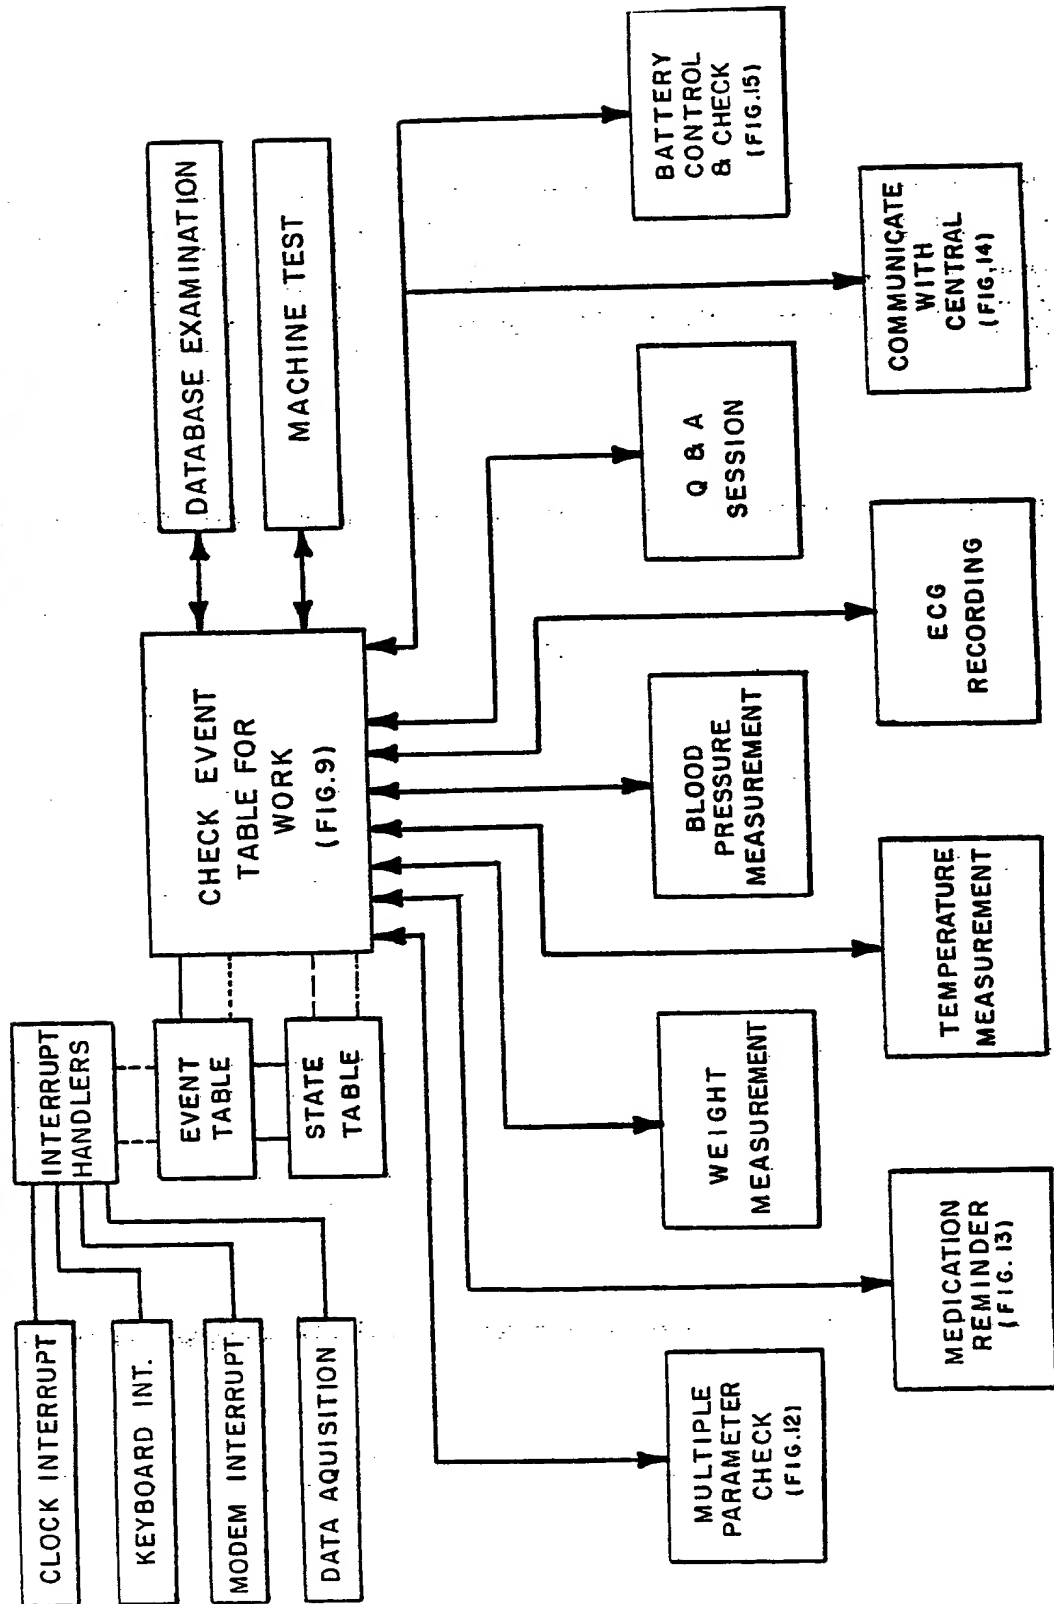 CLOCK INTERRUPT
KEYBOARD INT.
MODEM INTERRUPT
DATA AQUISITION
INTERRUPT
HANDLERS
EVENT
TABLE
STATE
TABLE
CHECK EVENT
TABLE FOR
WORK
(FIG.9)
DATABASE EXAMINATION
MACHINE TEST
MULTIPLE
PARAMETER
CHECK
(FIG.12)
MEDICATION
REMINDER
(FIG.13)
WEIGHT
MEASUREMENT
TEMPERATURE
MEASUREMENT
BLOOD
PRESSURE
MEASUREMENT
ECG
RECORDING
Q & A
SESSION
COMMUNICATE
WITH
CENTRAL
(FIG,14)
BATTERY
CONTROL
& CHECK
(FIG.15)